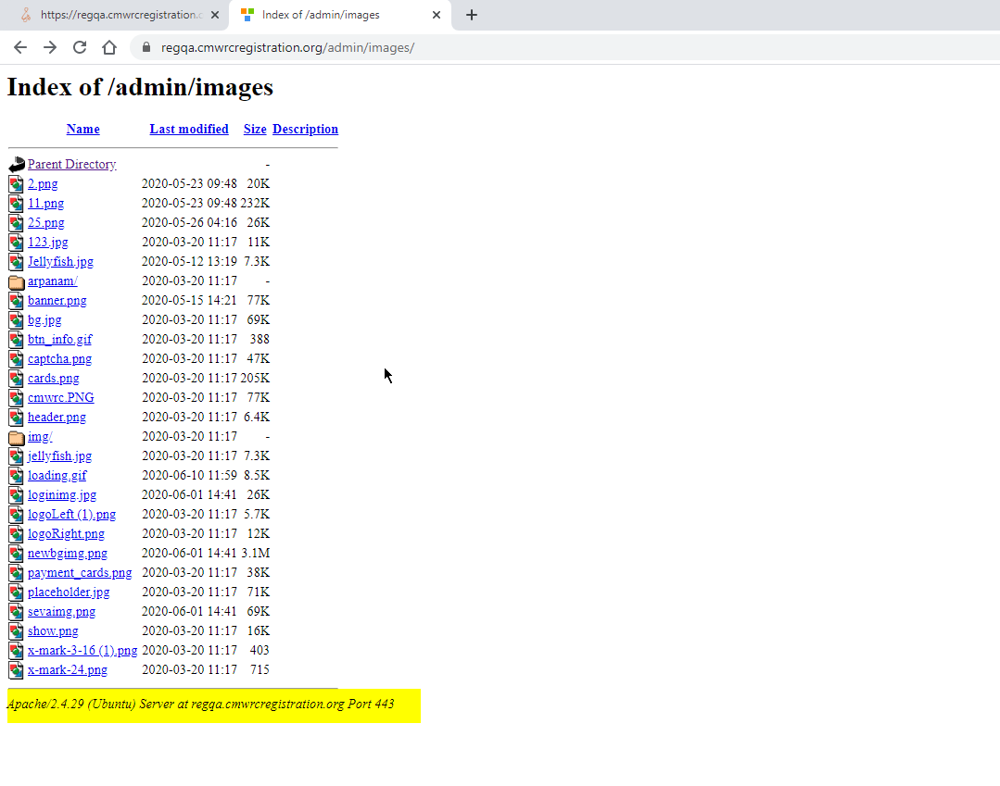 https://regqa.cmwrcregistration.c
Index of /admin/images
regqa.cmwrcregistration.org/admin/images/
Index of /admin/images
Name Last modified Size Description
Parent Directory -
2.png 2020-05-23 09:48 20K
11.png 2020-05-23 09:48 232K
25.png 2020-05-26 04:16 26K
123.jpg 2020-03-20 11:17 11K
Jellyfish.jpg 2020-05-12 13:19 7.3K
arpanam/ 2020-03-20 11:17 -
banner.png 2020-05-15 14:21 77K
bg.jpg 2020-03-20 11:17 69K
btn_info.gif 2020-03-20 11:17 388
captcha.png 2020-03-20 11:17 47K
cards.png 2020-03-20 11:17 205K
cmwrc.PNG 2020-03-20 11:17 77K
header.png 2020-03-20 11:17 6.4K
img/ 2020-03-20 11:17 -
jellyfish.jpg 2020-03-20 11:17 7.3K
loading.gif 2020-06-10 11:59 8.5K
loginimg.jpg 2020-06-01 14:41 26K
logoLeft (1).png 2020-03-20 11:17 5.7K
logoRight.png 2020-03-20 11:17 12K
newbgimg.png 2020-06-01 14:41 3.1M
payment_cards.png 2020-03-20 11:17 38K
placeholder.jpg 2020-03-20 11:17 71K
sevaimg.png 2020-06-01 14:41 69K
show.png 2020-03-20 11:17 16K
x-mark-3-16 (1).png 2020-03-20 11:17 403
x-mark-24.png 2020-03-20 11:17 715
Apache/2.4.29 (Ubuntu) Server at regqa.cmwrcregistration.org Port 443